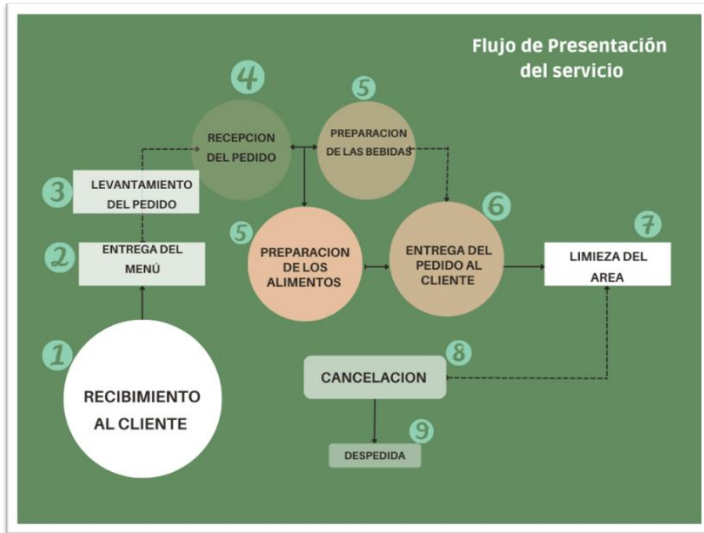 Flujo de Presentación
del servicio
4
RECEPCION
DEL PEDIDO
5
PREPARACION
DE LAS BEBIDAS
3
LEVANTAMIENTO
DEL PEDIDO
2
ENTREGA DEL
MENÚ
5
PREPARACION
DE LOS
ALIMENTOS
6
ENTREGA DEL
PEDIDO AL
CLIENTE
7
LIMIEZA DEL
AREA
1
RECIBIMIENTO
AL CLIENTE
8
CANCELACION
9
DESPEDIDA